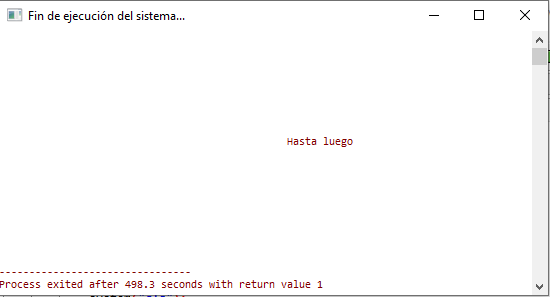 Fin de ejecución del sistema...
Hasta luego
--------------------------------
Process exited after 498.3 seconds with return value 1